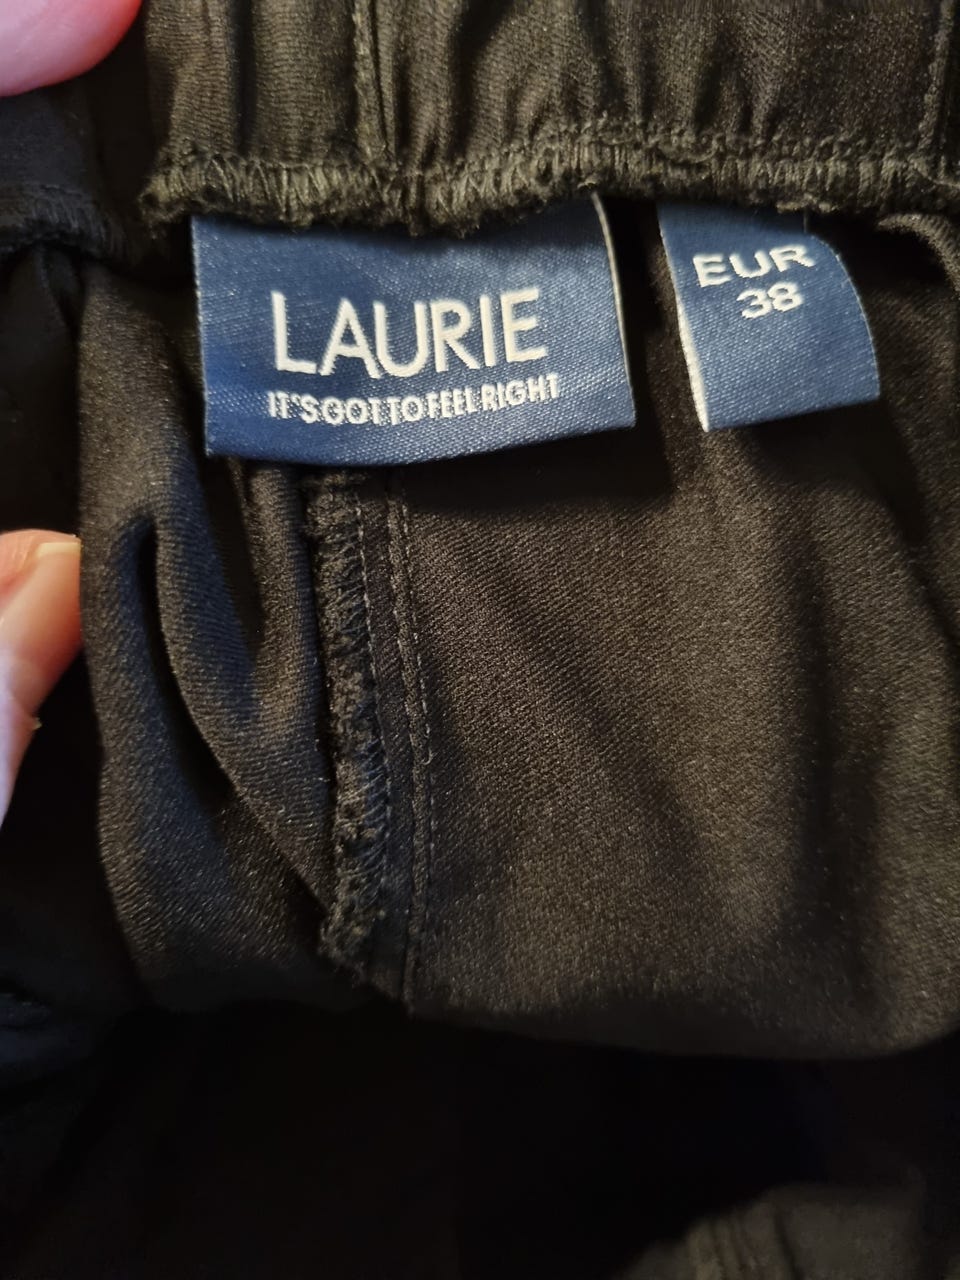 LAURIE
IT'S GOT TO FEEL RIGHT
EUR
38